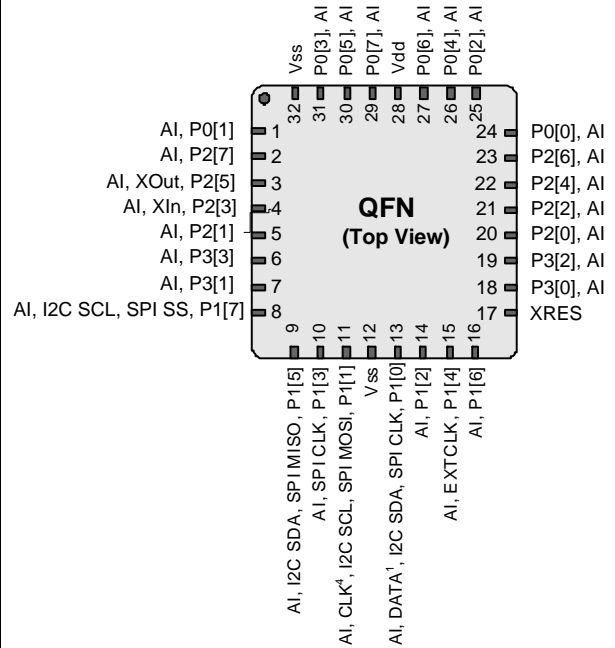 Vss
P0[3], AI
P0[5], AI
P0[7], AI
Vdd
P0[6], AI
P0[4], AI
P0[2], AI
32
31
30
29
28
27
26
25
AI, P0[1]
1
AI, P2[7]
2
AI, XOut, P2[5]
3
AI, XIn, P2[3]
4
AI, P2[1]
5
AI, P3[3]
6
AI, P3[1]
7
AI, I2C SCL, SPI SS, P1[7]
8
QFN
(Top View)
24
P0[0], AI
23
P2[6], AI
22
P2[4], AI
21
P2[2], AI
20
P2[0], AI
19
P3[2], AI
18
P3[0], AI
17
XRES
9
10
11
12
13
14
15
16
AI, I2C SDA, SPI MISO, P1[5]
AI, SPI CLK, P1[3]
AI, CLK⁴, I2C SCL, SPI MOSI, P1[1]
Vss
AI, DATA¹, I2C SDA, SPI CLK, P1[0]
AI, P1[2]
AI, EXTCLK, P1[4]
AI, P1[6]